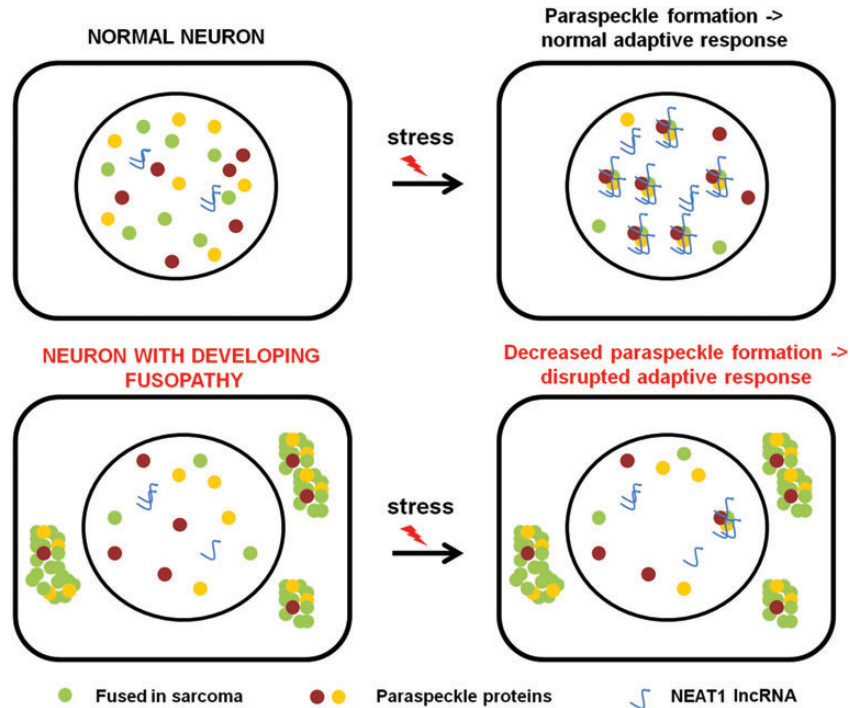 NORMAL NEURON
Paraspeckle formation ->
normal adaptive response
stress
NEURON WITH DEVELOPING
FUSOPATHY
Decreased paraspeckle formation ->
disrupted adaptive response
stress
Fused in sarcoma
Paraspeckle proteins
NEAT1 lncRNA